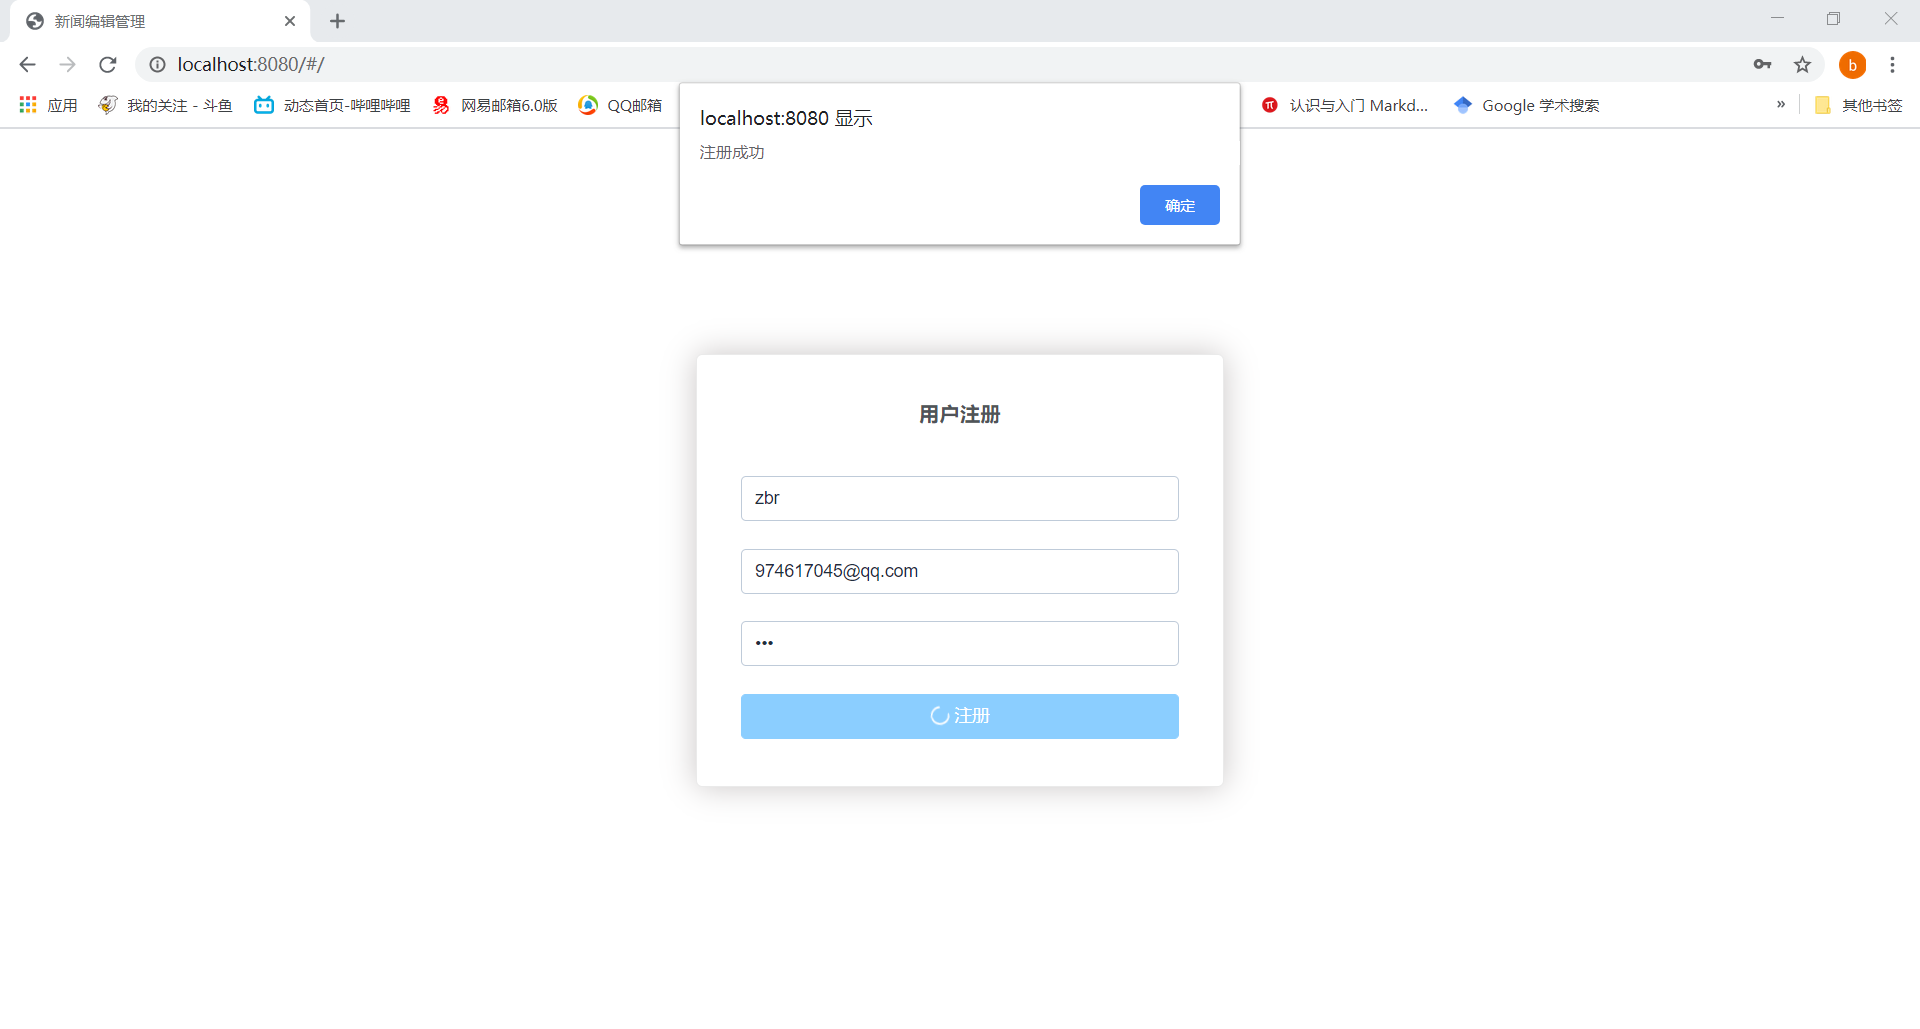 新闻编辑管理
localhost:8080/#/
b
应用
我的关注 - 斗鱼
动态首页-哔哩哔哩
网易邮箱6.0版
QQ邮箱
认识与入门 Markd...
Google 学术搜索
»
其他书签
localhost:8080 显示
注册成功
确定
用户注册
zbr
974617045@qq.com
•••
注册